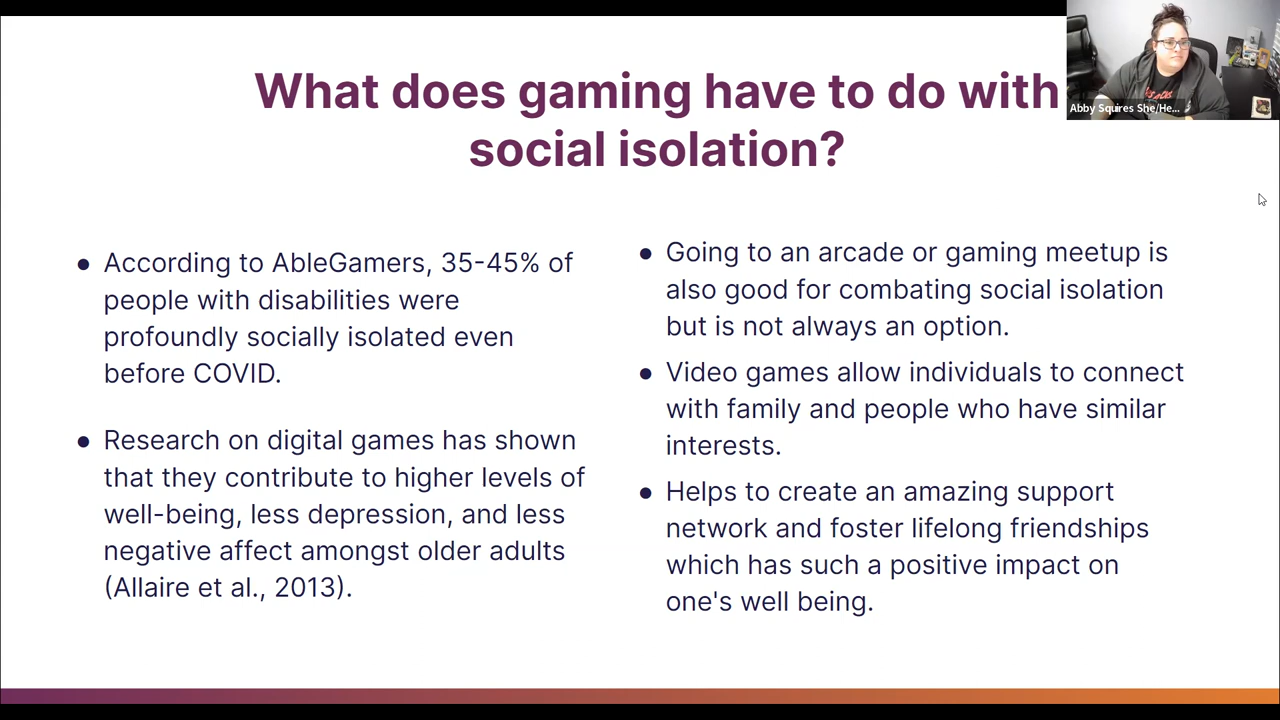 What does gaming have to do with
social isolation?
Abby Squires She/He...
● According to AbleGamers, 35-45% of
people with disabilities were
profoundly socially isolated even
before COVID.
● Research on digital games has shown
that they contribute to higher levels of
well-being, less depression, and less
negative affect amongst older adults
(Allaire et al., 2013).
● Going to an arcade or gaming meetup is
also good for combating social isolation
but is not always an option.
● Video games allow individuals to connect
with family and people who have similar
interests.
● Helps to create an amazing support
network and foster lifelong friendships
which has such a positive impact on
one's well being.